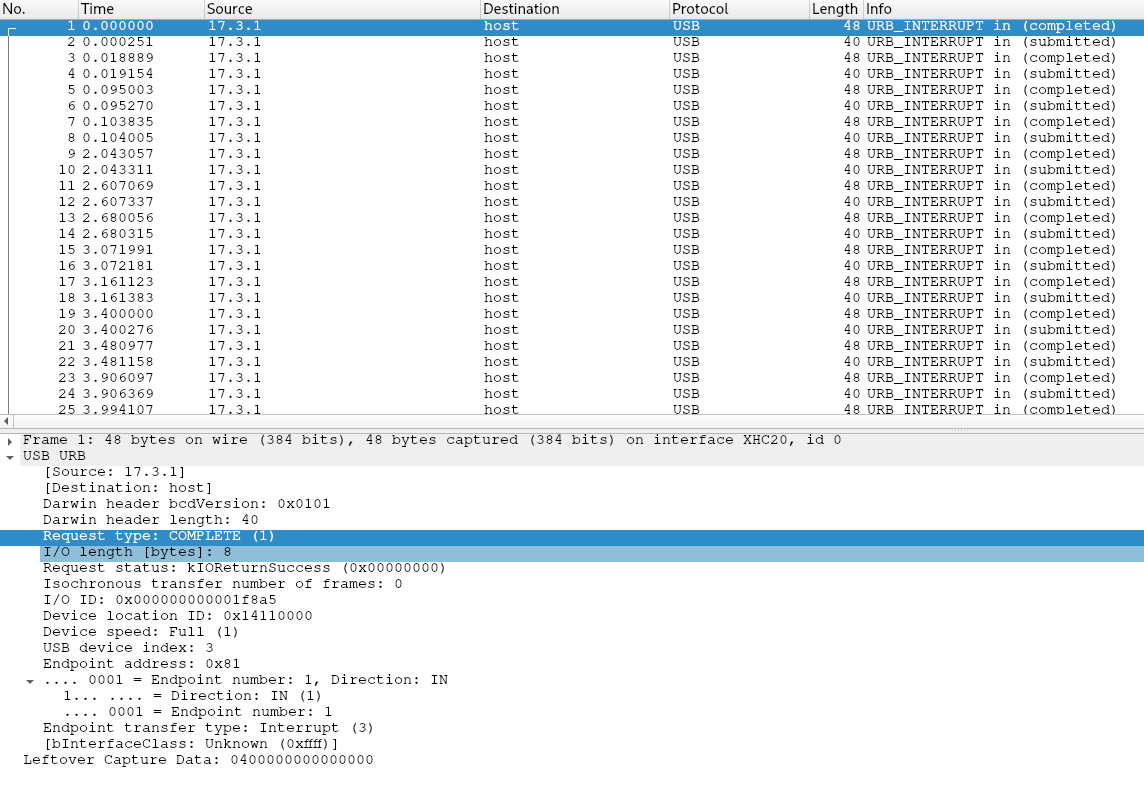 No. Time Source Destination Protocol Length Info
1 0.000000 17.3.1 host USB 48 URB_INTERRUPT in (completed)
2 0.000251 17.3.1 host USB 40 URB_INTERRUPT in (submitted)
3 0.018889 17.3.1 host USB 48 URB_INTERRUPT in (completed)
4 0.019154 17.3.1 host USB 40 URB_INTERRUPT in (submitted)
5 0.095003 17.3.1 host USB 48 URB_INTERRUPT in (completed)
6 0.095270 17.3.1 host USB 40 URB_INTERRUPT in (submitted)
7 0.103835 17.3.1 host USB 48 URB_INTERRUPT in (completed)
8 0.104005 17.3.1 host USB 40 URB_INTERRUPT in (submitted)
9 2.043057 17.3.1 host USB 48 URB_INTERRUPT in (completed)
10 2.043311 17.3.1 host USB 40 URB_INTERRUPT in (submitted)
11 2.607069 17.3.1 host USB 48 URB_INTERRUPT in (completed)
12 2.607337 17.3.1 host USB 40 URB_INTERRUPT in (submitted)
13 2.680056 17.3.1 host USB 48 URB_INTERRUPT in (completed)
14 2.680315 17.3.1 host USB 40 URB_INTERRUPT in (submitted)
15 3.071991 17.3.1 host USB 48 URB_INTERRUPT in (completed)
16 3.072181 17.3.1 host USB 40 URB_INTERRUPT in (submitted)
17 3.161123 17.3.1 host USB 48 URB_INTERRUPT in (completed)
18 3.161383 17.3.1 host USB 40 URB_INTERRUPT in (submitted)
19 3.400000 17.3.1 host USB 48 URB_INTERRUPT in (completed)
20 3.400276 17.3.1 host USB 40 URB_INTERRUPT in (submitted)
21 3.480977 17.3.1 host USB 48 URB_INTERRUPT in (completed)
22 3.481158 17.3.1 host USB 40 URB_INTERRUPT in (submitted)
23 3.906097 17.3.1 host USB 48 URB_INTERRUPT in (completed)
24 3.906369 17.3.1 host USB 40 URB_INTERRUPT in (submitted)
25 3.994107 17.3.1 host USB 48 URB_INTERRUPT in (completed)
Frame 1: 48 bytes on wire (384 bits), 48 bytes captured (384 bits) on interface XHC20, id 0
USB URB
[Source: 17.3.1]
[Destination: host]
Darwin header bcdVersion: 0x0101
Darwin header length: 40
Request type: COMPLETE (1)
I/O length [bytes]: 8
Request status: kIOReturnSuccess (0x00000000)
Isochronous transfer number of frames: 0
I/O ID: 0x000000000001f8a5
Device location ID: 0x14110000
Device speed: Full (1)
USB device index: 3
Endpoint address: 0x81
.... 0001 = Endpoint number: 1, Direction: IN
1... .... = Direction: IN (1)
.... 0001 = Endpoint number: 1
Endpoint transfer type: Interrupt (3)
[bInterfaceClass: Unknown (0xffff)]
Leftover Capture Data: 0400000000000000